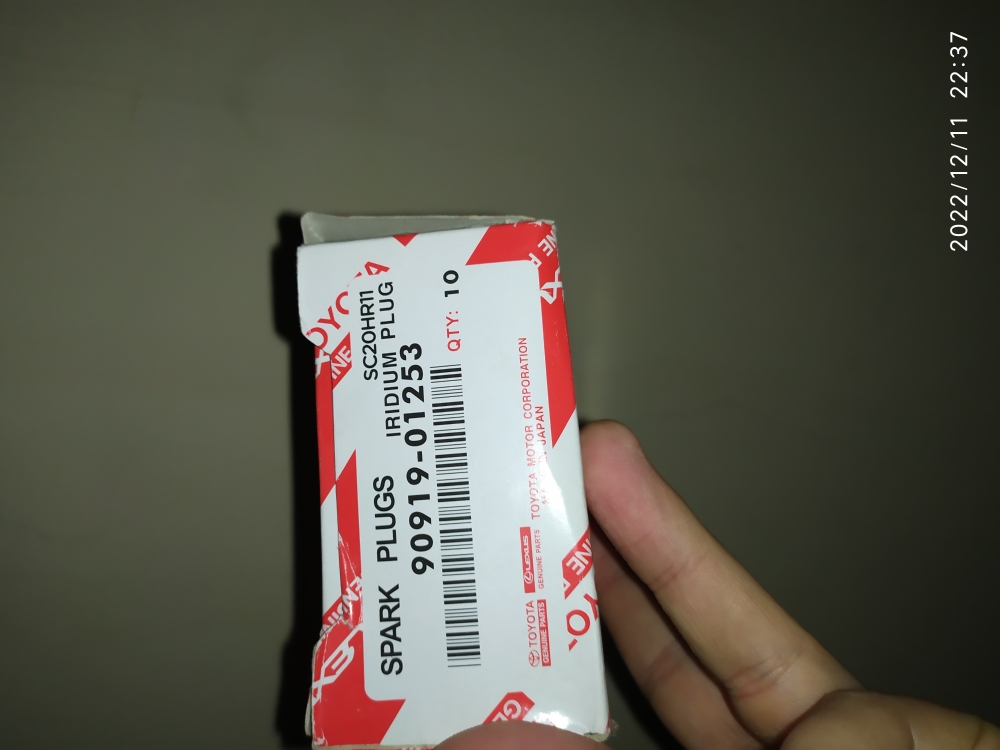 2022/12/11 22:37
SC20HR11
SPARK PLUGS IRIDIUM PLUG
90919-01253
QTY: 10
TOYOTA
GENUINE PARTS
LEXUS
GENUINE PARTS
TOYOTA MOTOR CORPORATION
JAPAN